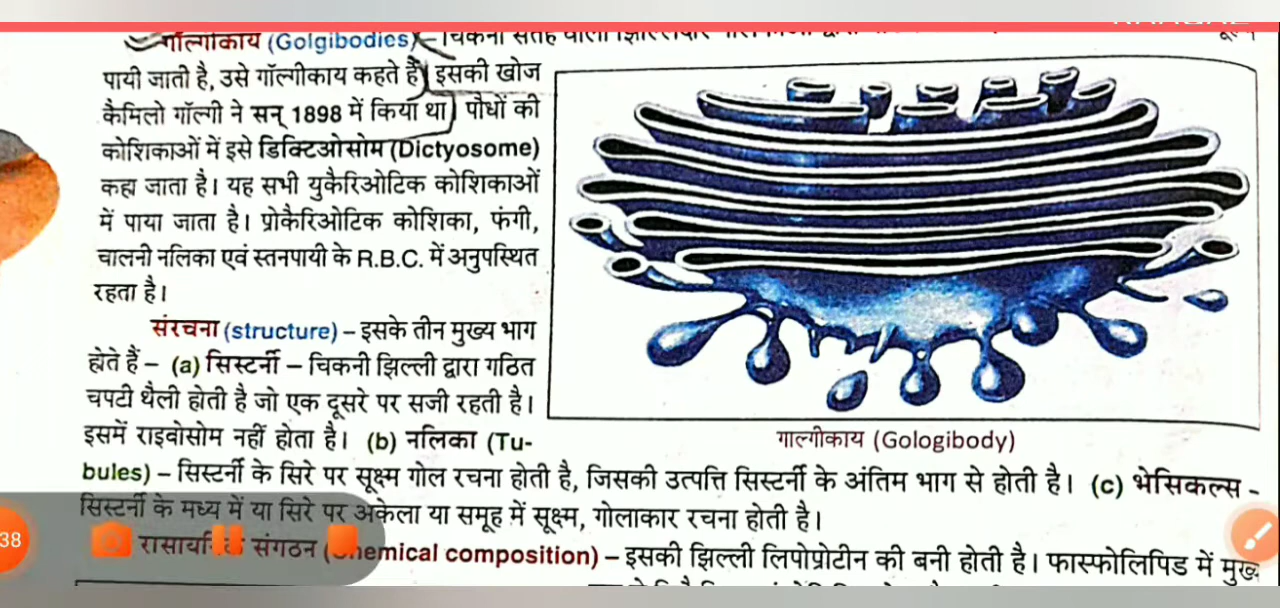 गॉल्गीकाय (Golgibodies) – चिकनी सतह वाली
पायी जाती है, उसे गॉल्गीकाय कहते हैं इसकी खोज
कैमिलो गॉल्गी ने सन् 1898 में किया था पौधों की
कोशिकाओं में इसे डिक्टिओसोम (Dictyosome)
कहा जाता है। यह सभी युकैरिओटिक कोशिकाओं
में पाया जाता है। प्रोकैरिओटिक कोशिका, फंगी,
चालनी नलिका एवं स्तनपायी के R.B.C. में अनुपस्थित
रहता है।
संरचना (structure) – इसके तीन मुख्य भाग
होते हैं – (a) सिस्टर्नी – चिकनी झिल्ली द्वारा गठित
चपटी थैली होती है जो एक दूसरे पर सजी रहती है।
इसमें राइवोसोम नहीं होता है। (b) नलिका (Tu-
गाल्गीकाय (Gologibody)
bules) – सिस्टर्नी के सिरे पर सूक्ष्म गोल रचना होती है, जिसकी उत्पत्ति सिस्टर्नी के अंतिम भाग से होती है। (c) भेसिकल्स -
सिस्टर्नी के मध्य में या सिरे पर अकेला या समूह में सूक्ष्म, गोलाकार रचना होती है।
38
संगठन (Chemical composition) – इसकी झिल्ली लिपोप्रोटीन की बनी होती है। फास्फोलिपिड में मुख्य